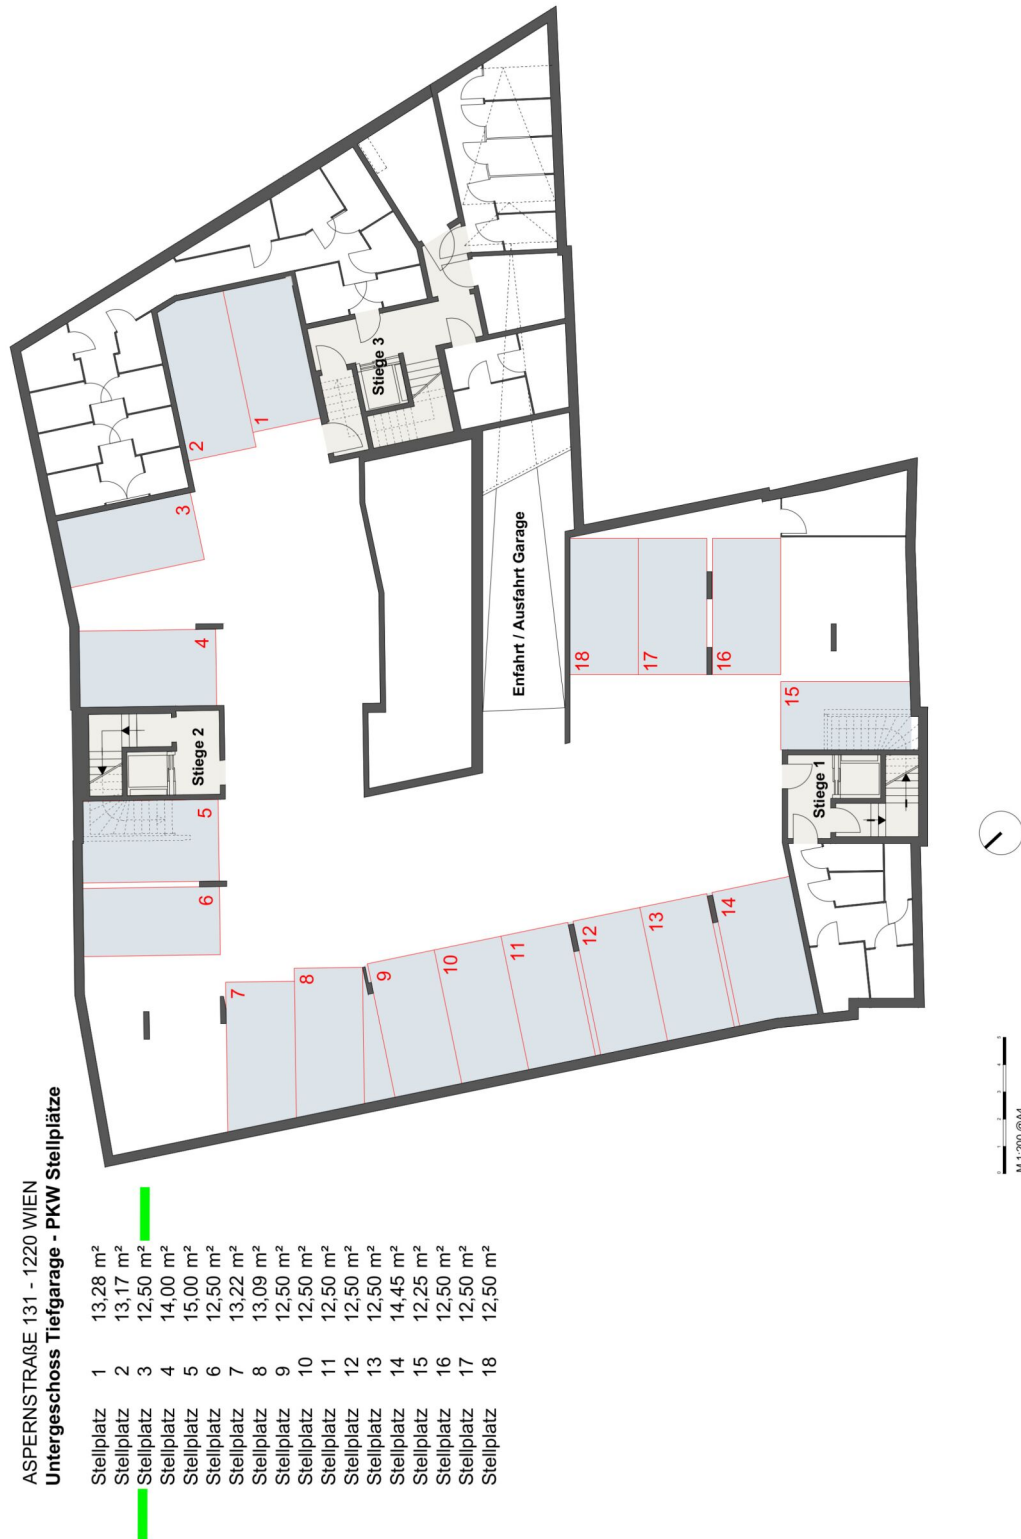 ASPERNSTRAßE 131 - 1220 WIEN
Untergeschoss Tiefgarage - PKW Stellplätze
Stellplatz 1 13,28 m²
Stellplatz 2 13,17 m²
Stellplatz 3 12,50 m²
Stellplatz 4 14,00 m²
Stellplatz 5 15,00 m²
Stellplatz 6 12,50 m²
Stellplatz 7 13,22 m²
Stellplatz 8 13,09 m²
Stellplatz 9 12,50 m²
Stellplatz 10 12,50 m²
Stellplatz 11 12,50 m²
Stellplatz 12 12,50 m²
Stellplatz 13 12,50 m²
Stellplatz 14 14,45 m²
Stellplatz 15 12,25 m²
Stellplatz 16 12,50 m²
Stellplatz 17 12,50 m²
Stellplatz 18 12,50 m²
6
5
Stiege 2
4
3
2
1
Stiege 3
7
8
9
10
11
12
13
14
Enfahrt / Ausfahrt Garage
18
17
16
15
Stiege 1